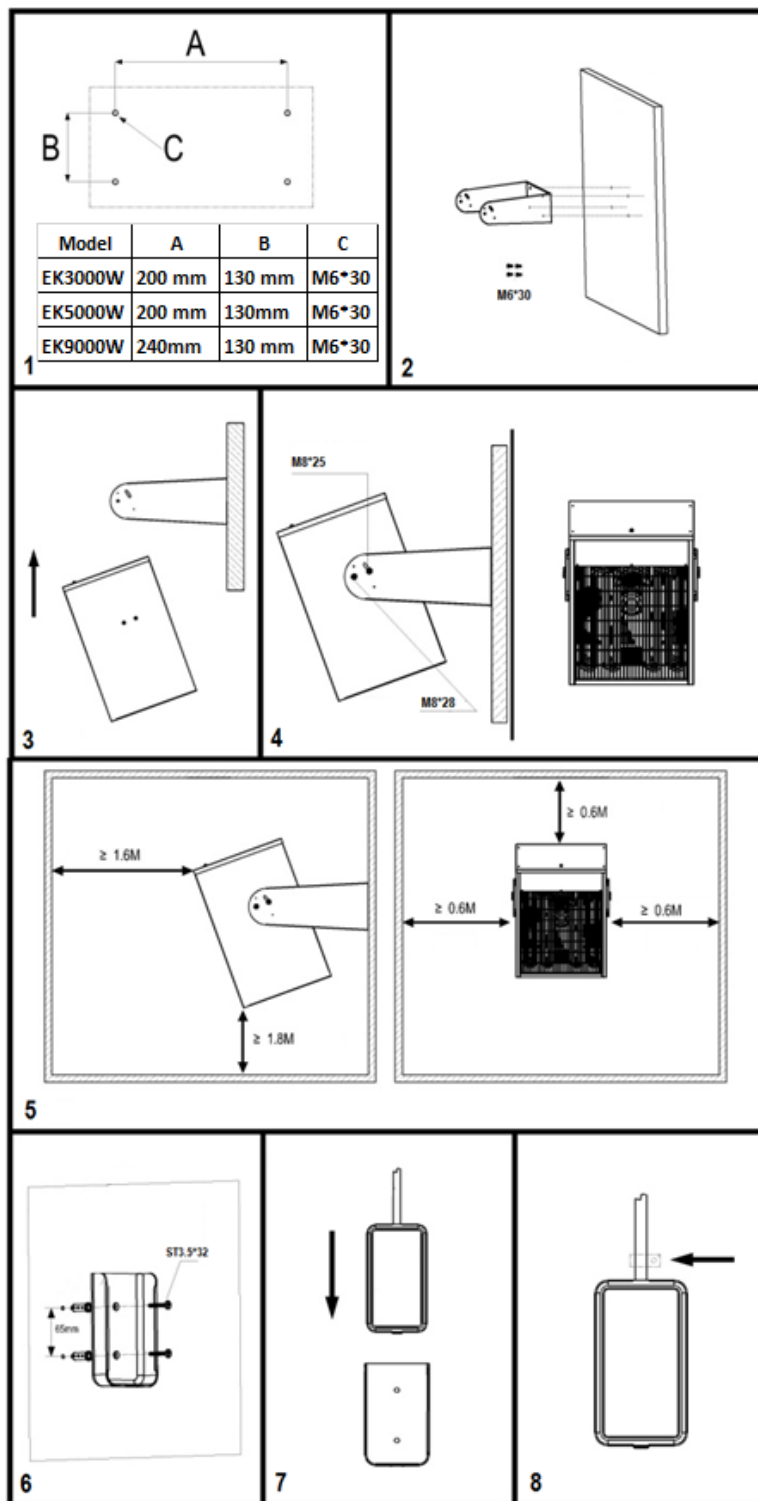 A
B
C
Model A B C
EK3000W 200 mm 130 mm M6*30
EK5000W 200 mm 130mm M6*30
EK9000W 240mm 130 mm M6*30
1
M6*30
2
3
M8*25
M8*28
4
≥ 1.6M
≥ 1.8M
≥ 0.6M
≥ 0.6M
≥ 0.6M
5
ST3.5*32
65mm
6
7
8